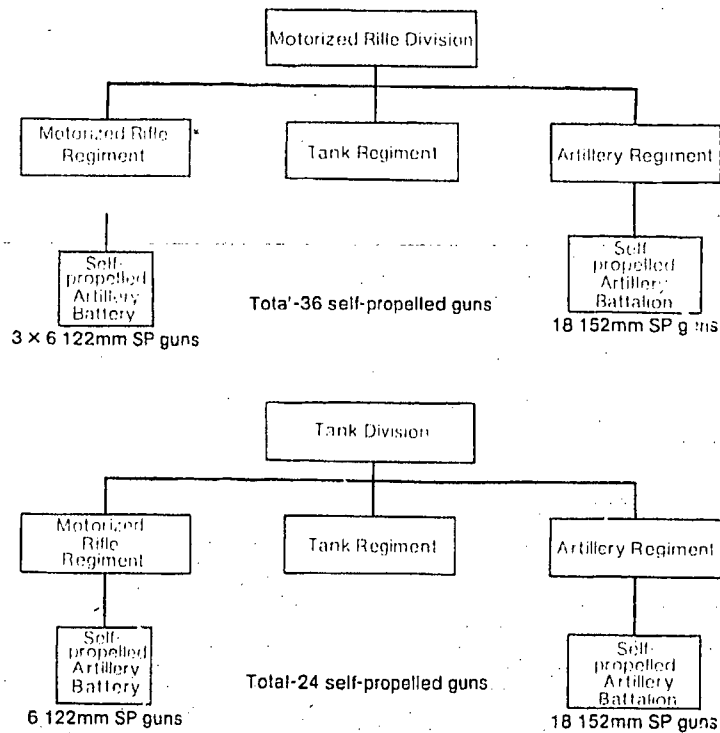 Motorized Rifle Division
Motorized Rifle
Regiment
Tank Regiment
Artillery Regiment
Self-
propelled
Artillery
Battery
3 × 6 122mm SP guns
Tota'-36 self-propelled guns
Self-
propelled
Artillery
Battalion
18 152mm SP guns
Tank Division
Motorized
Rifle
Regiment
Tank Regiment
Artillery Regiment
Self-
propelled
Artillery
Battery
6 122mm SP guns
Total-24 self-propelled guns
Self-
propelled
Artillery
Battalion
18 152mm SP guns